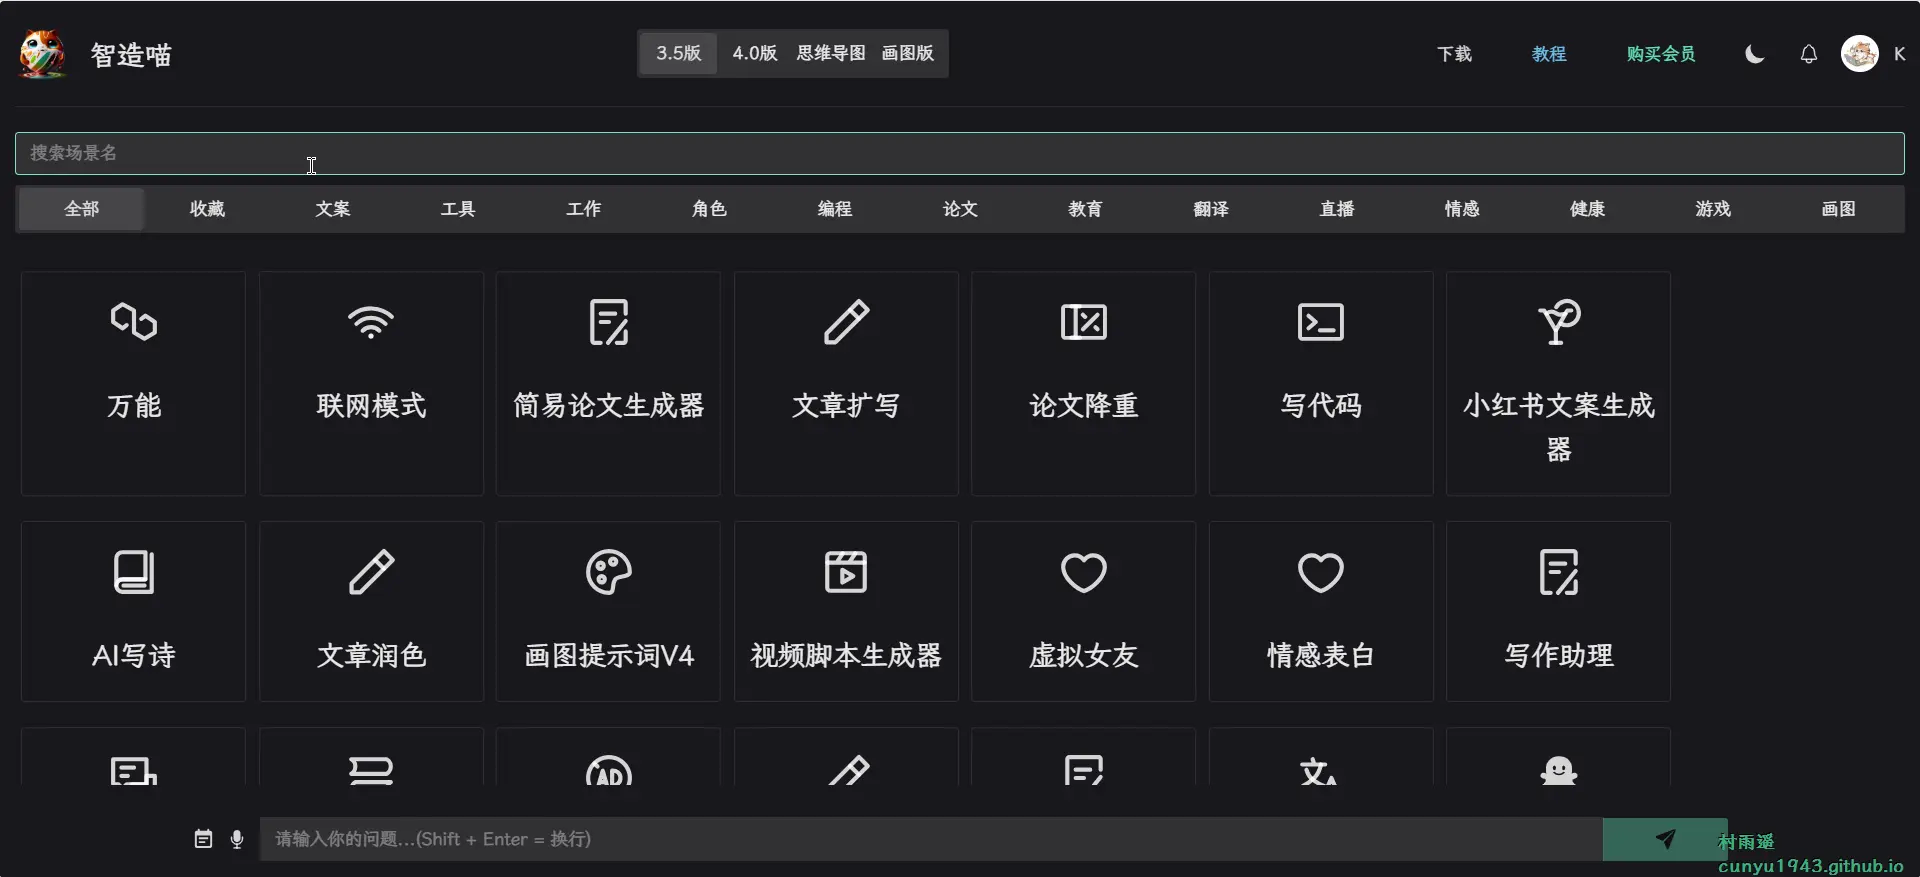 智造喵
3.5版 4.0版 思维导图 画图版
下载 教程 购买会员 K
搜索场景名
全部 收藏 文案 工具 工作 角色 编程 论文 教育 翻译 直播 情感 健康 游戏 画图
万能
联网模式
简易论文生成器
文章扩写
论文降重
写代码
小红书文案生成
器
AI写诗
文章润色
画图提示词V4
视频脚本生成器
虚拟女友
情感表白
写作助理
AD
文A
请输入你的问题...(Shift + Enter = 换行)
村雨遥
cunyu1943.github.io